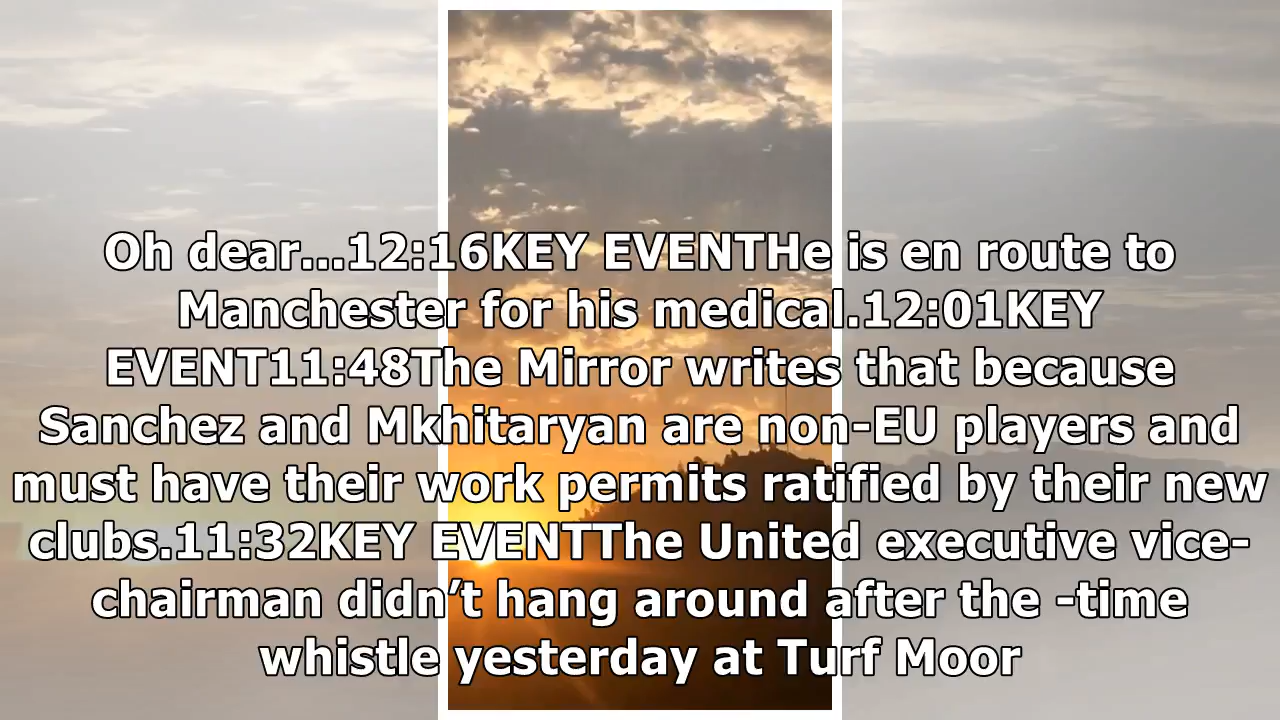 Oh dear...12:16KEY EVENTHe is en route to
Manchester for his medical.12:01KEY
EVENT11:48The Mirror writes that because
Sanchez and Mkhitaryan are non-EU players and
must have their work permits ratified by their new
clubs.11:32KEY EVENTThe United executive vice-
chairman didn’t hang around after the -time
whistle yesterday at Turf Moor